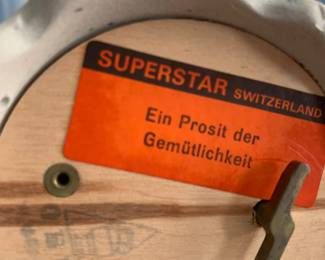 SUPERSTAR SWITZERLAND
Ein Prosit der
Gemütlichkeit